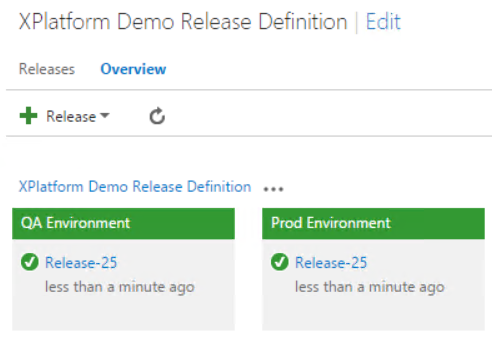 XPlatform Demo Release Definition | Edit
Releases Overview
Release
XPlatform Demo Release Definition ...
QA Environment Prod Environment
Release-25 Release-25
less than a minute ago less than a minute ago